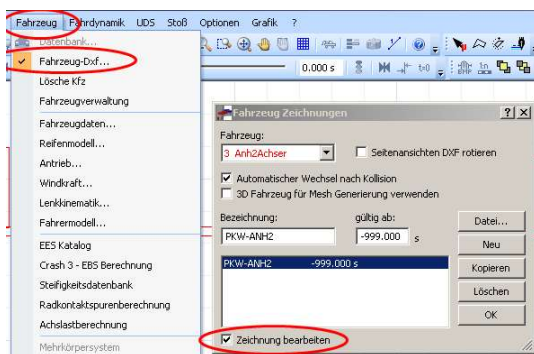 Fahrzeug Fahrdynamik UDS Stoß Optionen Grafik ?
Datenbank...
0.000 s
Fahrzeug-Dxf...
Lösche Kfz
Fahrzeugverwaltung
Fahrzeugdaten...
Reifenmodell...
Antrieb...
Windkraft...
Lenkkinematik...
Fahrermodell...
EES Katalog
Crash 3 - EBS Berechnung
Steifigkeitsdatenbank
Radkontaktspurenberechnung
Achslastberechnung
Mehrkörpersystem
Fahrzeug Zeichnungen
Fahrzeug:
3 Anh2Achser
Seitenansichten DXF rotieren
Automatischer Wechsel nach Kollision
3D Fahrzeug für Mesh Generierung verwenden
Bezeichnung: gültig ab:
PKW-ANH2 -999.000 s
Datei...
Neu
PKW-ANH2 -999.000 s
Kopieren
Löschen
OK
Zeichnung bearbeiten